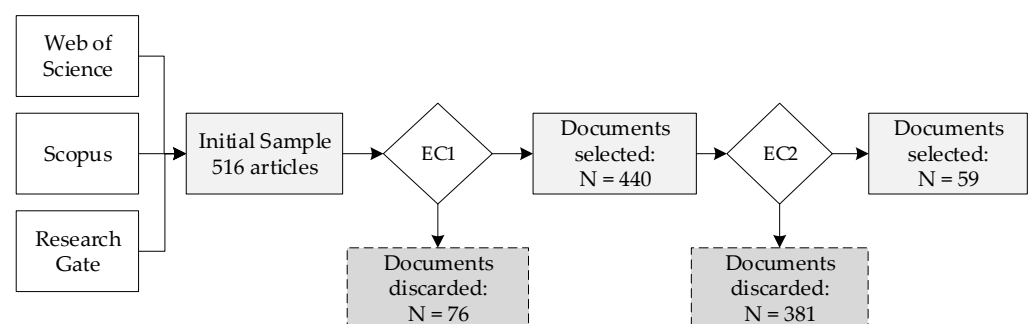 Web of
Science
Scopus
Research
Gate
Initial Sample
516 articles
EC1
Documents
selected:
N = 440
EC2
Documents
selected:
N = 59
Documents
discarded:
N = 76
Documents
discarded:
N = 381